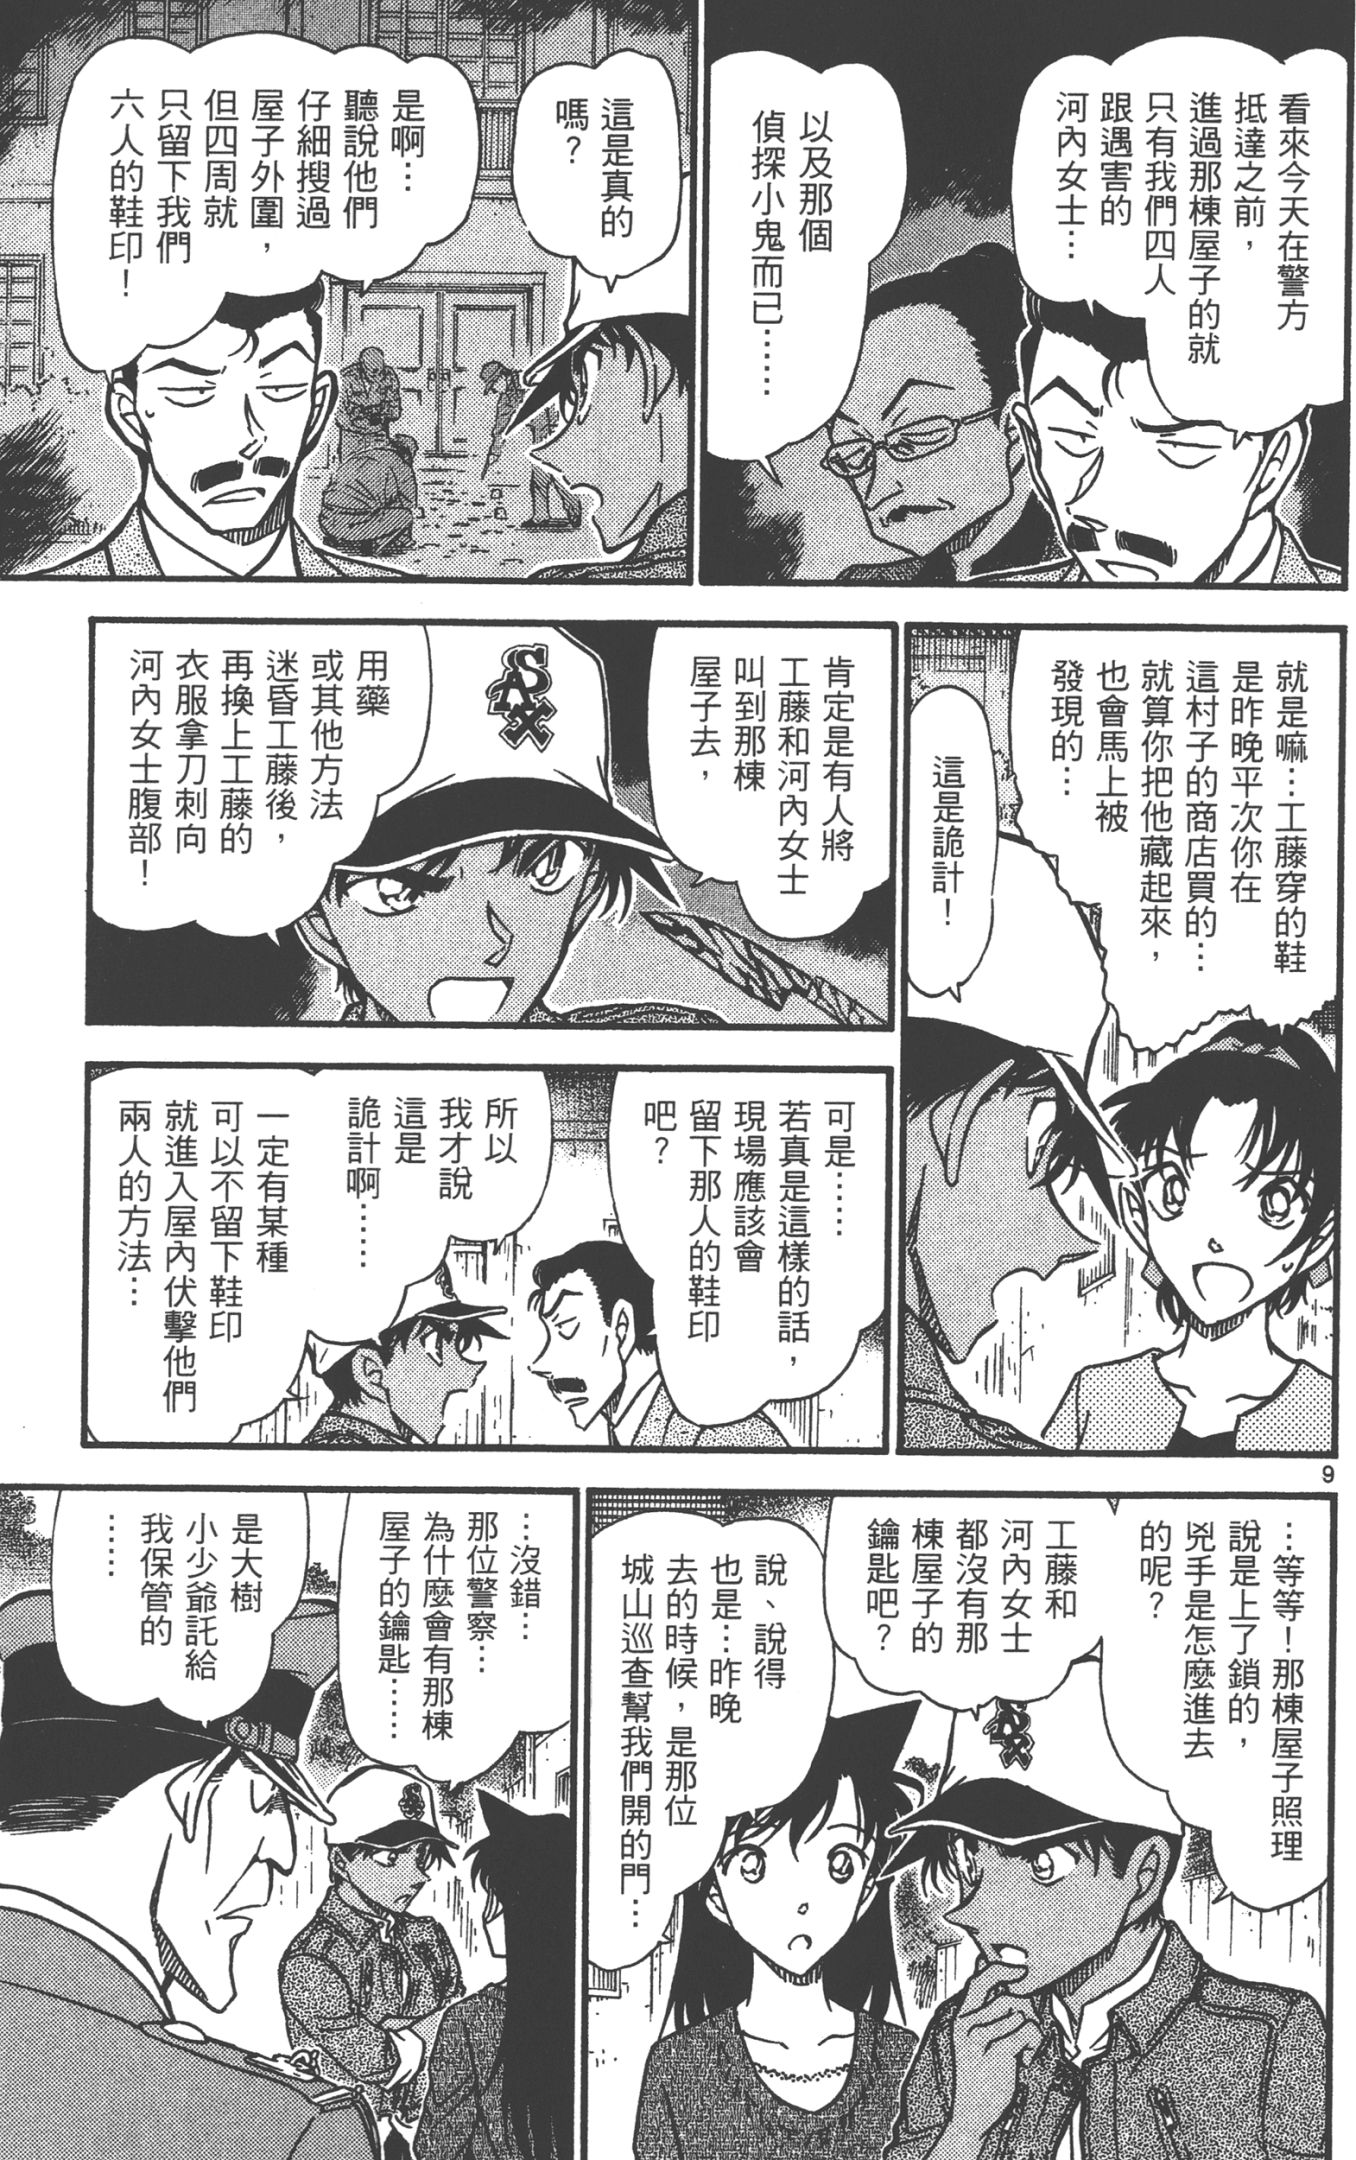 看來今天在警方
抵達之前，
進過那棟屋子的就
只有我們四人
跟遇害的
河內女士…
以及那個
偵探小鬼而已……
這是真的
嗎？
是啊…
聽說他們
仔細搜過
屋子外圍，
但四周就
只留下我們
六人的鞋印！
就是嘛…工藤穿的鞋
是昨晚平次你在
這村子的商店買的…
就算你把他藏起來，
也會馬上被
發現的…
這是詭計！
肯定是有人將
工藤和河內女士
叫到那棟
屋子去，
用藥
或其他方法
迷昏工藤後，
再換上工藤的
衣服拿刀刺向
河內女士腹部！
SAX
可是……
若真是這樣的話，
現場應該會
留下那人的鞋印
吧？
所以
我才說
這是
詭計啊……
一定有某種
可以不留下鞋印
就進入屋內伏擊他們
兩人的方法…
9
…等等！那棟屋子照理
說是上了鎖的，
兇手是怎麼進去
的呢？
工藤和
河內女士
都沒有那
棟屋子的
鑰匙吧？
SAX
說、說得
也是…昨晚
去的時候，是那位
城山巡查幫我們開的門…
…沒錯…
那位警察…
為什麼會有那棟
屋子的鑰匙……
SAX
是大樹
小少爺託給
我保管的
……